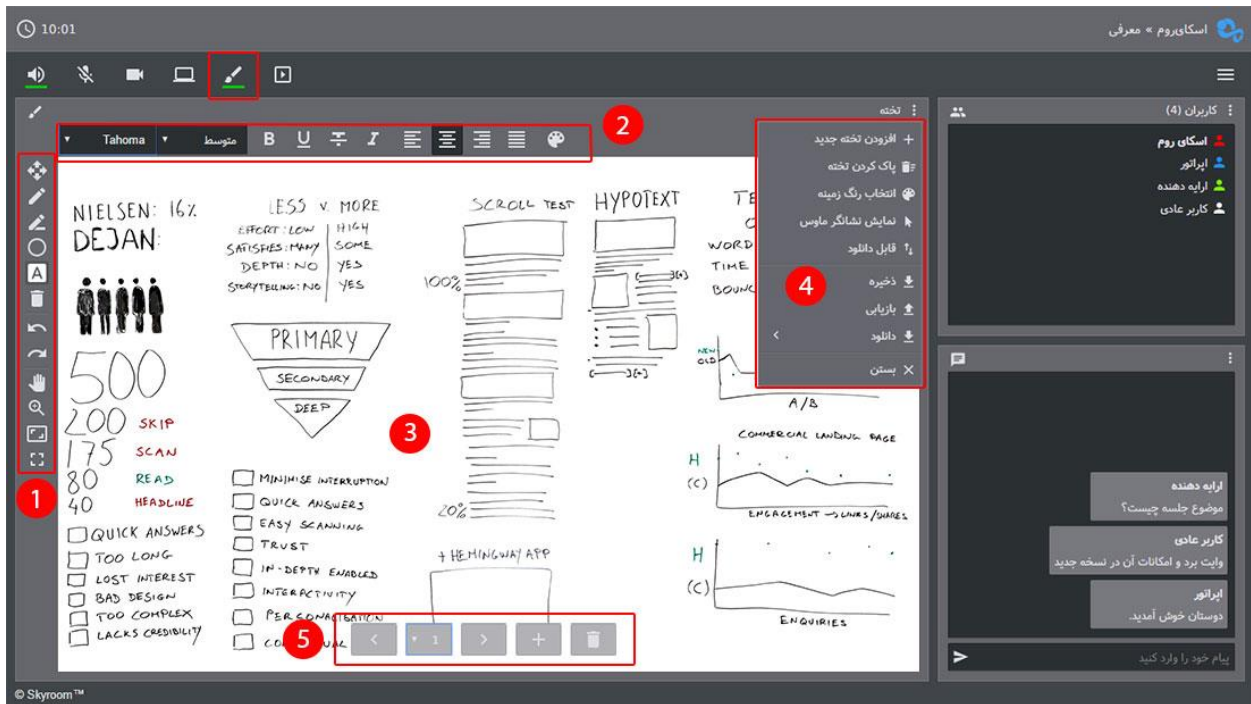 10:01
اسکای‌روم » معرفی
تخته
کاربران (4)
Tahoma
متوسط
B U T I
A
2
افزودن تخته جدید
پاک کردن تخته
انتخاب رنگ زمینه
نمایش نشانگر ماوس
قابل دانلود
ذخیره
بازیابی
دانلود
بستن
4
اسکای روم
اپراتور
ارایه دهنده
کاربر عادی
NIELSEN: 16%
DEJAN:
500
200 SKIP
175 SCAN
80 READ
40 HEADLINE
QUICK ANSWERS
TOO LONG
LOST INTEREST
BAD DESIGN
TOO COMPLEX
LACKS CREDIBILITY
1
LESS V. MORE
EFFORT: LOW HIGH
SATISFIES: MANY SOME
DEPTH: NO YES
STORYTELLING: NO YES
PRIMARY
SECONDARY
DEEP
3
MINIMISE INTERRUPTION
QUICK ANSWERS
EASY SCANNING
TRUST
IN-DEPTH ENABLED
INTERACTIVITY
PERSONALISATION
5
1
SCROLL TEST
100%
20%
+ HEMINGWAY APP
HYPOTEXT
[+]
[+]
WORD
TIME
NEW
OLD
A/B
COMMERCIAL LANDING PAGE
H
(C)
ENGAGEMENT → LINKS/SHARES
H
(C)
ENQUIRIES
ارایه دهنده
موضوع جلسه چیست؟
کاربر عادی
وایت برد و امکانات آن در نسخه جدید
اپراتور
دوستان خوش آمدید.
پیام خود را وارد کنید
© Skyroom™